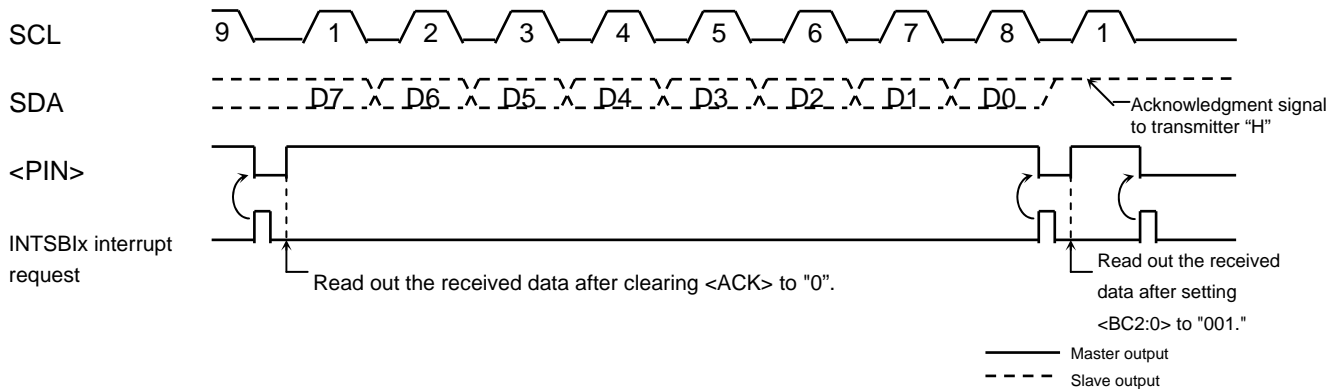 SCL 9 1 2 3 4 5 6 7 8 1
SDA D7 D6 D5 D4 D3 D2 D1 D0
Acknowledgment signal
to transmitter “H”
<PIN>
INTSBIx interrupt
request
Read out the received data after clearing <ACK> to "0”.
Read out the received
data after setting
<BC2:0> to "001."
Master output
Slave output